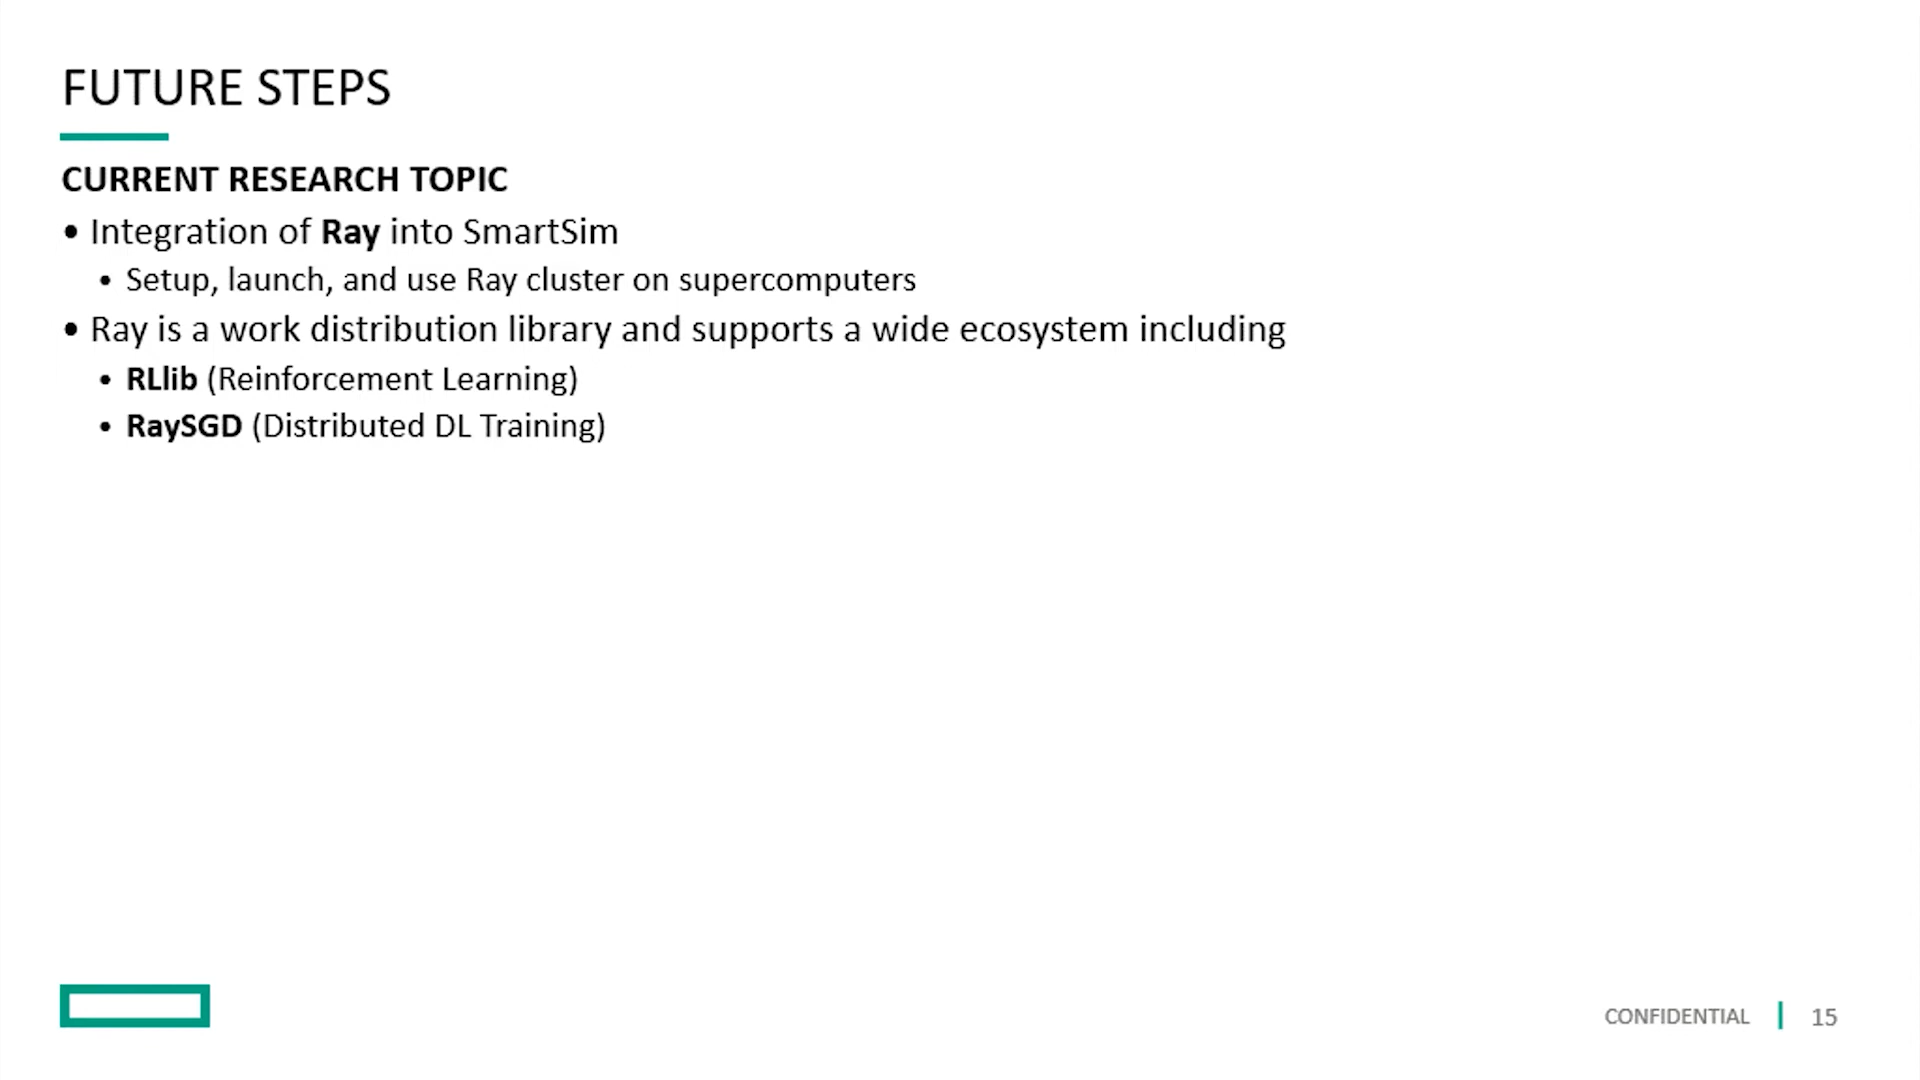 FUTURE STEPS
CURRENT RESEARCH TOPIC
• Integration of Ray into SmartSim
• Setup, launch, and use Ray cluster on supercomputers
• Ray is a work distribution library and supports a wide ecosystem including
• RLlib (Reinforcement Learning)
• RaySGD (Distributed DL Training)
CONFIDENTIAL | 15